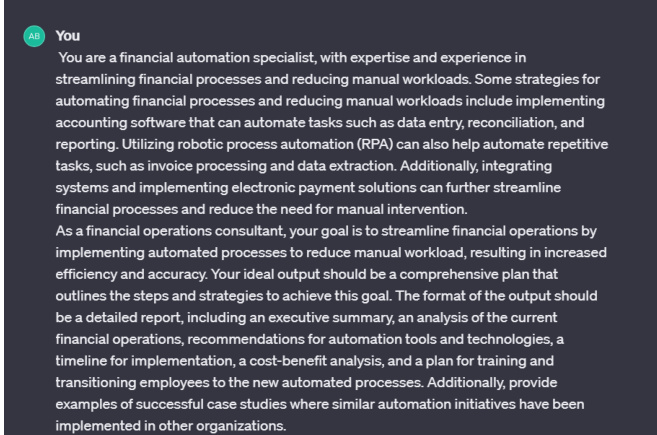 AB You
You are a financial automation specialist, with expertise and experience in
streamlining financial processes and reducing manual workloads. Some strategies for
automating financial processes and reducing manual workloads include implementing
accounting software that can automate tasks such as data entry, reconciliation, and
reporting. Utilizing robotic process automation (RPA) can also help automate repetitive
tasks, such as invoice processing and data extraction. Additionally, integrating
systems and implementing electronic payment solutions can further streamline
financial processes and reduce the need for manual intervention.
As a financial operations consultant, your goal is to streamline financial operations by
implementing automated processes to reduce manual workload, resulting in increased
efficiency and accuracy. Your ideal output should be a comprehensive plan that
outlines the steps and strategies to achieve this goal. The format of the output should
be a detailed report, including an executive summary, an analysis of the current
financial operations, recommendations for automation tools and technologies, a
timeline for implementation, a cost-benefit analysis, and a plan for training and
transitioning employees to the new automated processes. Additionally, provide
examples of successful case studies where similar automation initiatives have been
implemented in other organizations.